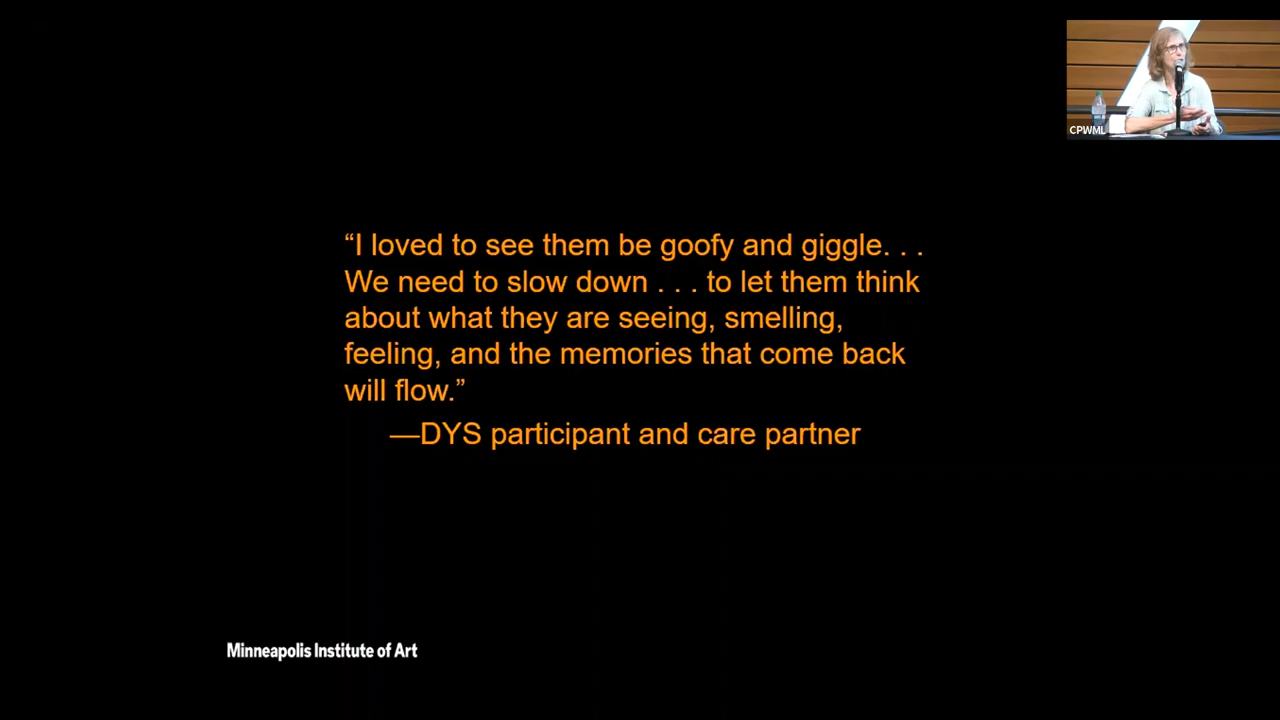 CPWML
“I loved to see them be goofy and giggle. . .
We need to slow down . . . to let them think
about what they are seeing, smelling,
feeling, and the memories that come back
will flow.”
—DYS participant and care partner
Minneapolis Institute of Art